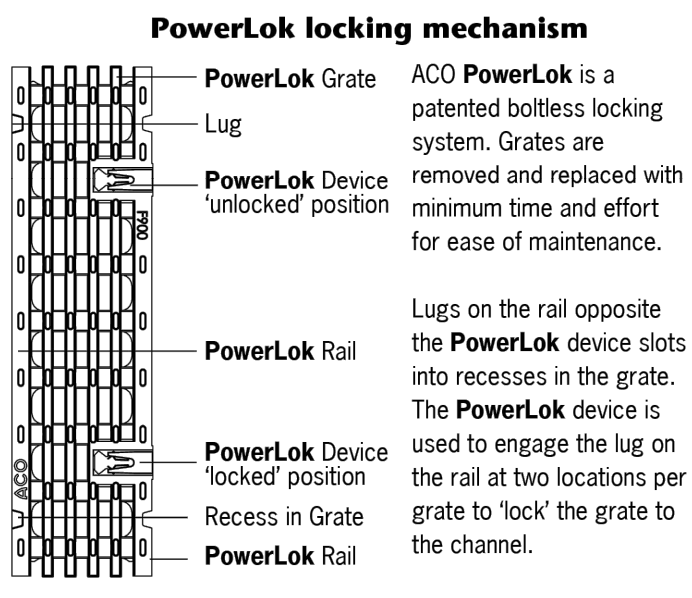 PowerLok locking mechanism
PowerLok Grate
Lug
PowerLok Device
'unlocked' position
F900
PowerLok Rail
PowerLok Device
'locked' position
ACO
Recess in Grate
PowerLok Rail
ACO PowerLok is a
patented boltless locking
system. Grates are
removed and replaced with
minimum time and effort
for ease of maintenance.
Lugs on the rail opposite
the PowerLok device slots
into recesses in the grate.
The PowerLok device is
used to engage the lug on
the rail at two locations per
grate to 'lock' the grate to
the channel.